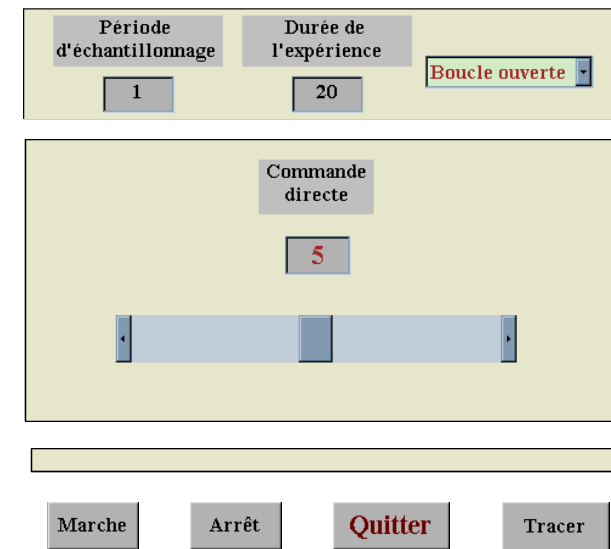 Période
d'échantillonnage
Durée de
l'expérience
1
20
Boucle ouverte
Commande
directe
5
Marche
Arrêt
Quitter
Tracer